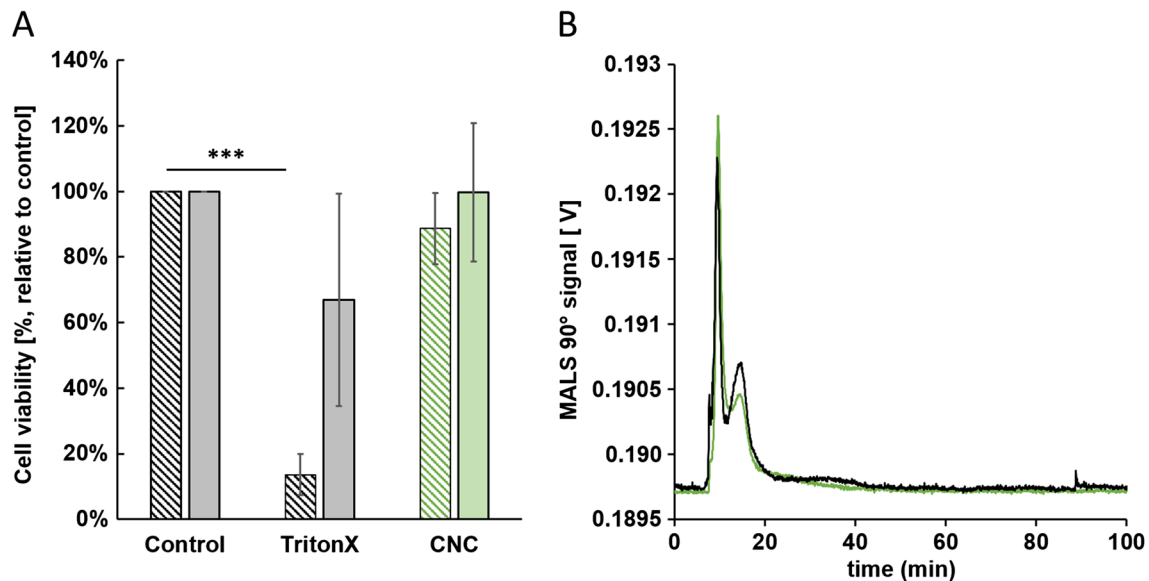 A
Cell viability [%, relative to control]
140%
120%
100%
80%
60%
40%
20%
0%
***
Control
TritonX
CNC
B
MALS 90° signal [ V]
0.193
0.1925
0.192
0.1915
0.191
0.1905
0.190
0.1895
0
20
40
60
80
100
time (min)